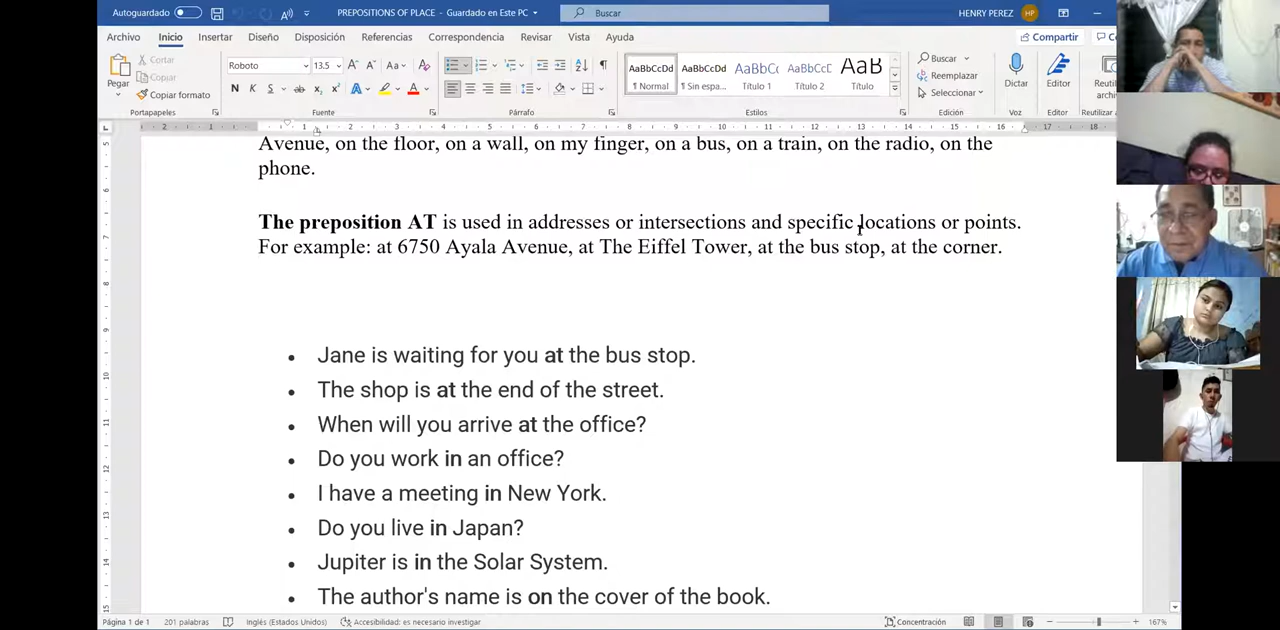 Autoguardado
PREPOSITIONS OF PLACE - Guardado en Este PC
Buscar
HENRY PEREZ
HP
Archivo Inicio Insertar Diseño Disposición Referencias Correspondencia Revisar Vista Ayuda
Compartir
Pegar
Cortar
Copiar
Copiar formato
Portapapeles
Roboto
13.5
Fuente
Párrafo
AaBbCcDd
¶ Normal
AaBbCcDd
¶ Sin espa...
AaBbC
Título 1
AaBbCcE
Título 2
AaB
Título
Estilos
Buscar
Reemplazar
Seleccionar
Edición
Dictar
Voz
Editor
Editor
Avenue, on the floor, on a wall, on my finger, on a bus, on a train, on the radio, on the
phone.
The preposition AT is used in addresses or intersections and specific locations or points.
For example: at 6750 Ayala Avenue, at The Eiffel Tower, at the bus stop, at the corner.
• Jane is waiting for you at the bus stop.
• The shop is at the end of the street.
• When will you arrive at the office?
• Do you work in an office?
• I have a meeting in New York.
• Do you live in Japan?
• Jupiter is in the Solar System.
• The author's name is on the cover of the book.
Página 1 de 1 201 palabras Inglés (Estados Unidos) Accesibilidad: es necesario investigar
Concentración
167%